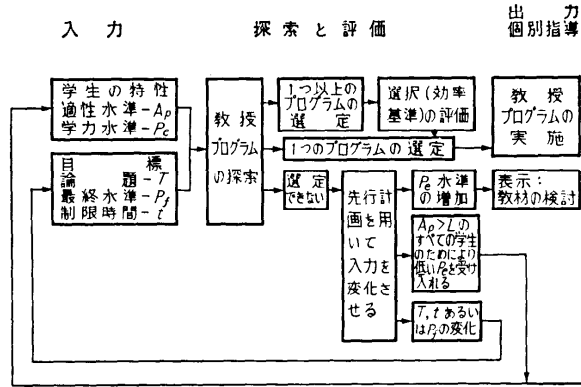 入力
探索と評価
出力
個別指導
学生の特性
適性水準-Ap
学力水準-Pc
目標
論題-T
最終水準-Pf
制限時間-t
教授
プログラム
の探索
1つ以上の
プログラムの
選定
選択(効率
基準)の評価
1つのプログラムの選定
教授
プログラムの
実施
選定
できない
先行計
画を用
いて
入力を
変化さ
せる
Pe水準
の増加
表示:
教材の検討
Ap>Lの
すべての学生
のためにより
低いPeを受け
入れる
T,tあるい
はPfの変化